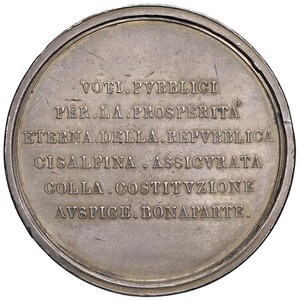 VOTI . PVBBLICI
PER . LA . PROSPERITÀ
ETERNA . DELLA . REPVBBLICA
CISALPINA . ASSICVRATA
COLLA . COSTITVZIONE
AVSPICE . BONAPARTE .